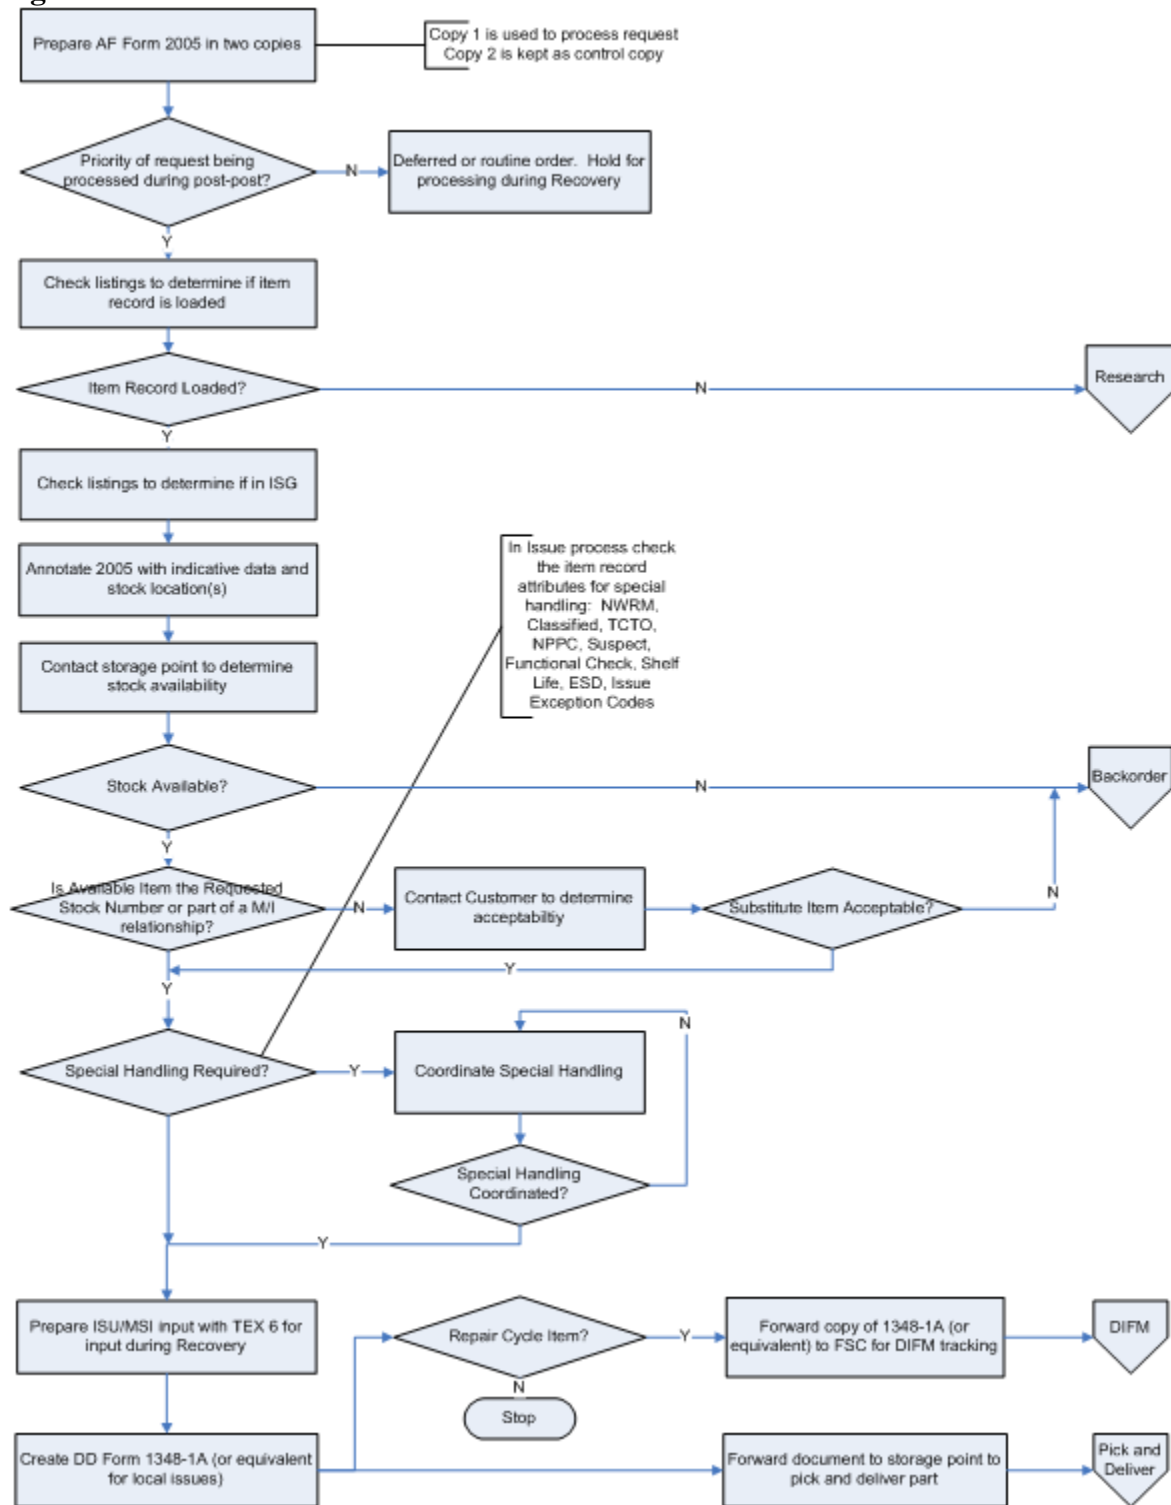 Prepare AF Form 2005 in two copies
Copy 1 is used to process request
Copy 2 is kept as control copy
Priority of request being
processed during post-post?
N
Deferred or routine order. Hold for
processing during Recovery
Y
Check listings to determine if item
record is loaded
Item Record Loaded?
N
Research
Y
Check listings to determine if in ISG
Annotate 2005 with indicative data and
stock location(s)
In Issue process check
the item record
attributes for special
handling: NWRM,
Classified, TCTO,
NPPC, Suspect,
Functional Check, Shelf
Life, ESD, Issue
Exception Codes
Contact storage point to determine
stock availability
Stock Available?
N
Backorder
Y
Is Available Item the Requested
Stock Number or part of a M/I
relationship?
N
Contact Customer to determine
acceptabiltiy
Substitute Item Acceptable?
N
Y
Y
Special Handling Required?
Y
Coordinate Special Handling
N
Special Handling
Coordinated?
Y
Prepare ISU/MSI input with TEX 6 for
input during Recovery
Repair Cycle Item?
Y
Forward copy of 1348-1A (or
equivalent) to FSC for DIFM tracking
DIFM
N
Stop
Create DD Form 1348-1A (or equivalent
for local issues)
Forward document to storage point to
pick and deliver part
Pick and
Deliver